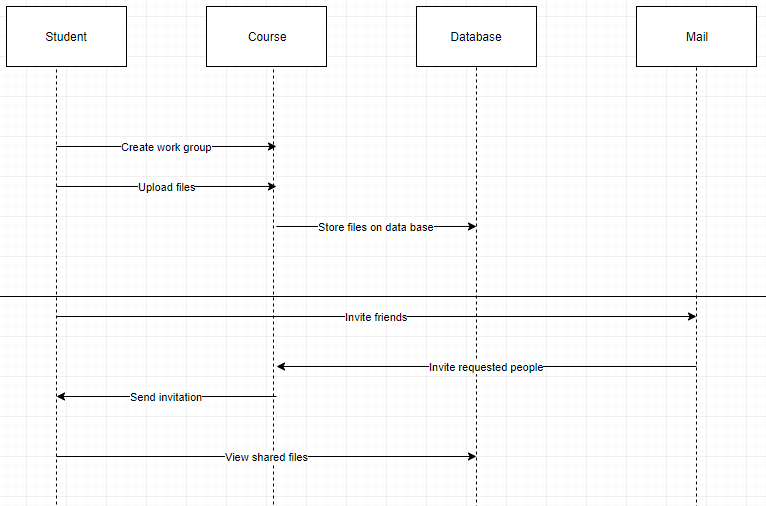 Student
Course
Database
Mail
Create work group
Upload files
Store files on data base
Invite friends
Invite requested people
Send invitation
View shared files